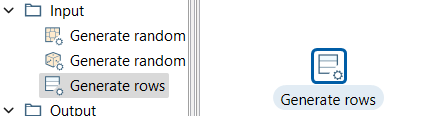 Input
Generate random
Generate random
Generate rows
Output
Generate rows